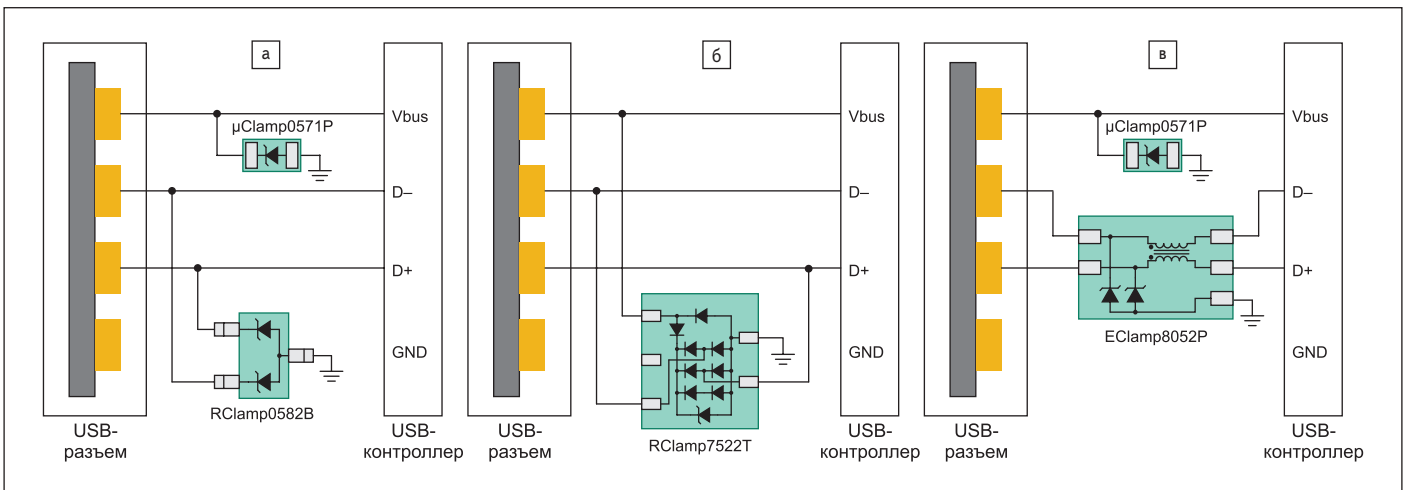 а
Vbus
µClamp0571P
D–
D+
GND
RClamp0582B
USB-
разъем
USB-
контроллер
б
Vbus
D–
D+
GND
RClamp7522T
USB-
разъем
USB-
контроллер
в
Vbus
µClamp0571P
D–
D+
EClamp8052P
GND
USB-
разъем
USB-
контроллер